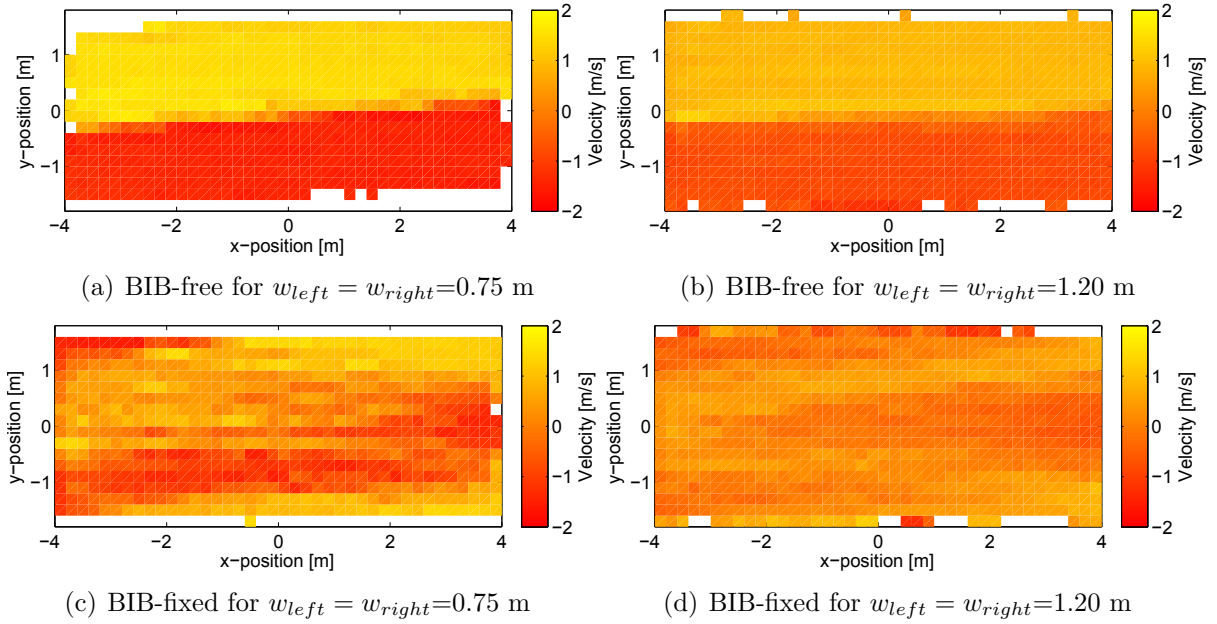 1
0
−1
y−position [m]
−4 −2 0 2 4
x−position [m]
2
1
0
−1
−2
Velocity [m/s]
1
0
−1
y−position [m]
−4 −2 0 2 4
x−position [m]
2
1
0
−1
−2
Velocity [m/s]
(a) BIB-free for w_left = w_right=0.75 m
(b) BIB-free for w_left = w_right=1.20 m
1
0
−1
y−position [m]
−4 −2 0 2 4
x−position [m]
2
1
0
−1
−2
Velocity [m/s]
1
0
−1
y−position [m]
−4 −2 0 2 4
x−position [m]
2
1
0
−1
−2
Velocity [m/s]
(c) BIB-fixed for w_left = w_right=0.75 m
(d) BIB-fixed for w_left = w_right=1.20 m